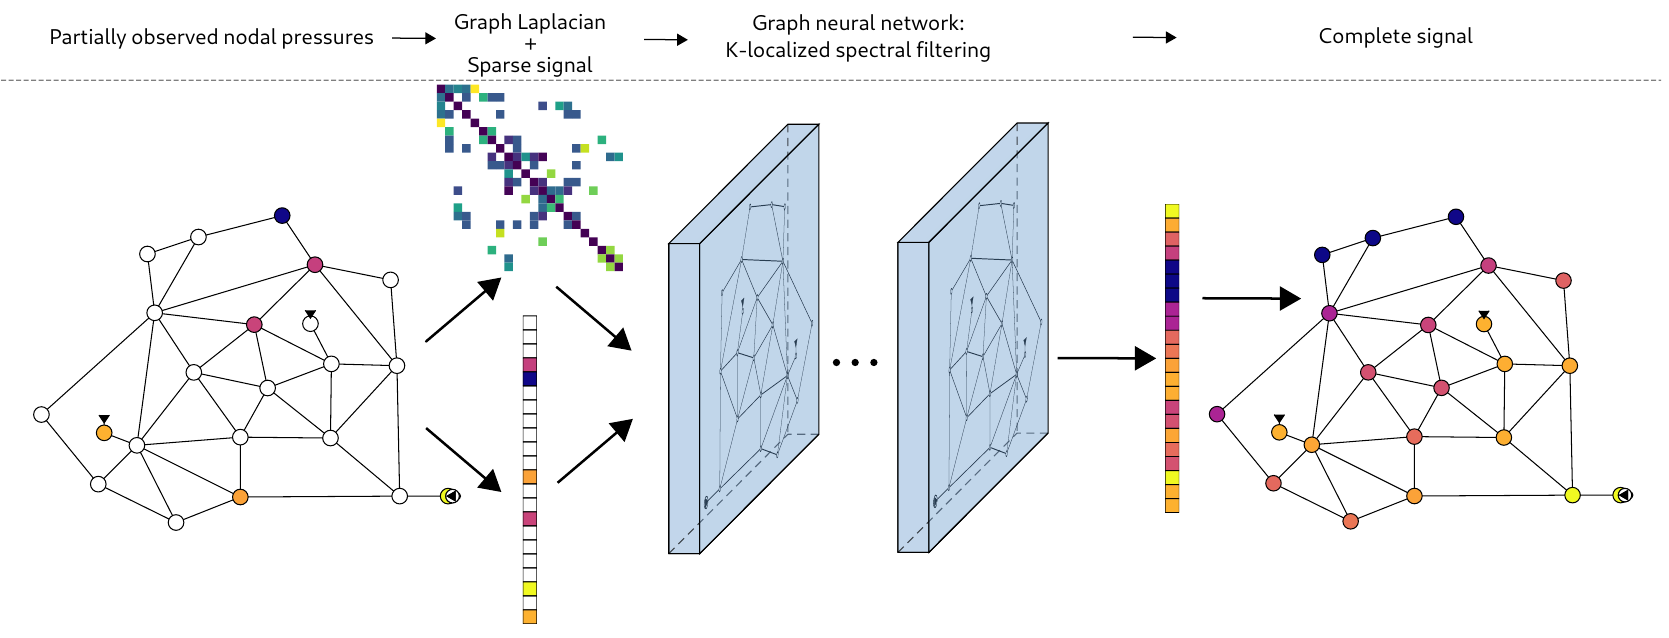 Partially observed nodal pressures
Graph Laplacian
+
Sparse signal
Graph neural network:
K-localized spectral filtering
Complete signal